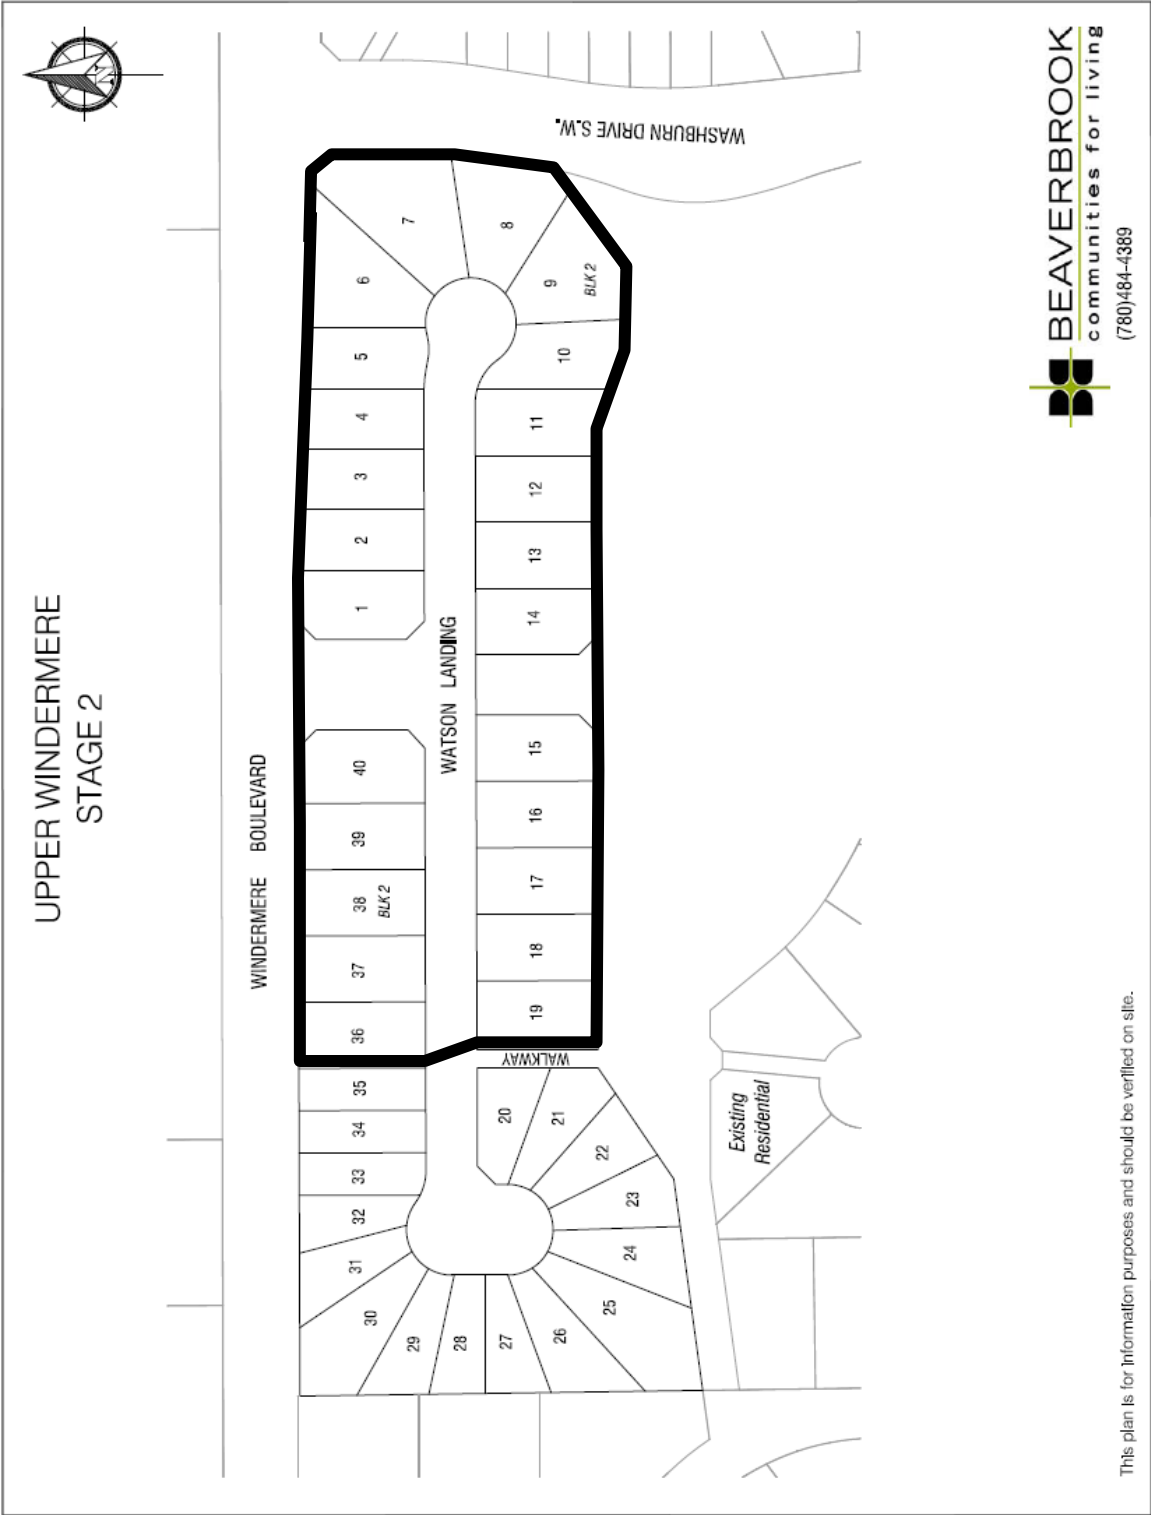 UPPER WINDERMERE
STAGE 2
N
WINDERMERE BOULEVARD
WASHBURN DRIVE S.W.
WATSON LANDING
WALKWAY
1
2
3
4
5
6
7
8
9
BLK 2
10
11
12
13
14
15
16
17
18
19
20
21
22
23
24
25
26
27
28
29
30
31
32
33
34
35
36
37
38
BLK 2
39
40
Existing
Residential
BEAVERBROOK
communities for living
(780)484-4389
This plan is for information purposes and should be verified on site.